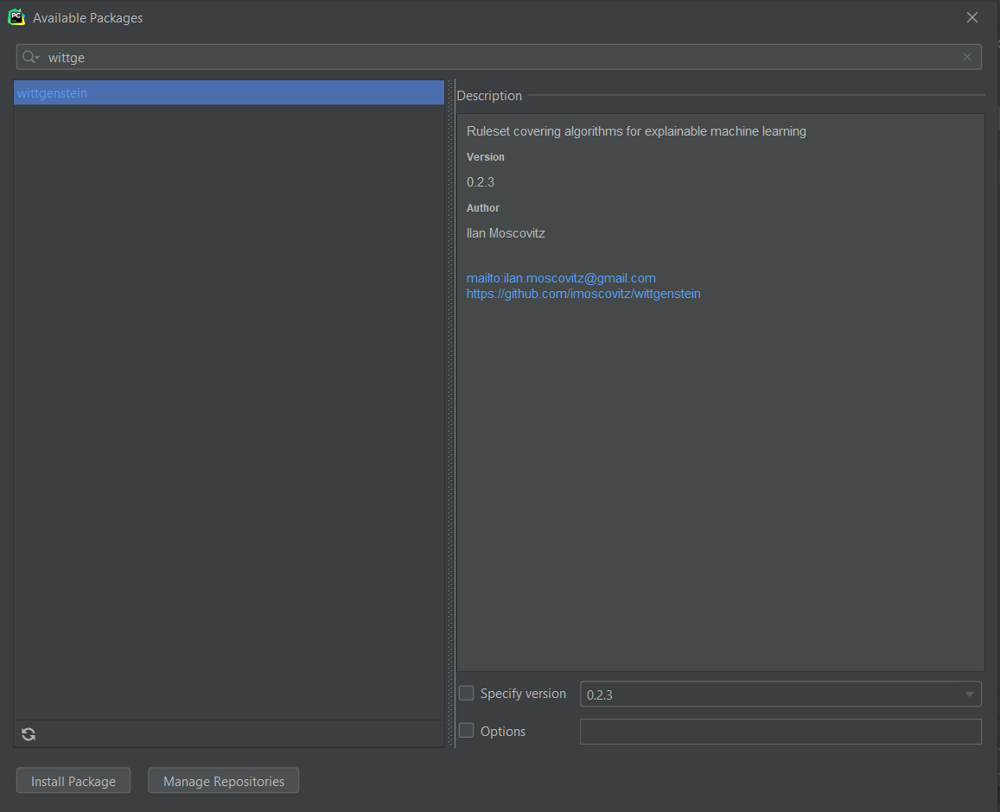 PC
Available Packages
wittge
wittgenstein
Description
Ruleset covering algorithms for explainable machine learning
Version
0.2.3
Author
Ilan Moscovitz
mailto:ilan.moscovitz@gmail.com
https://github.com/imoscovitz/wittgenstein
Specify version
0.2.3
Options
Install Package
Manage Repositories